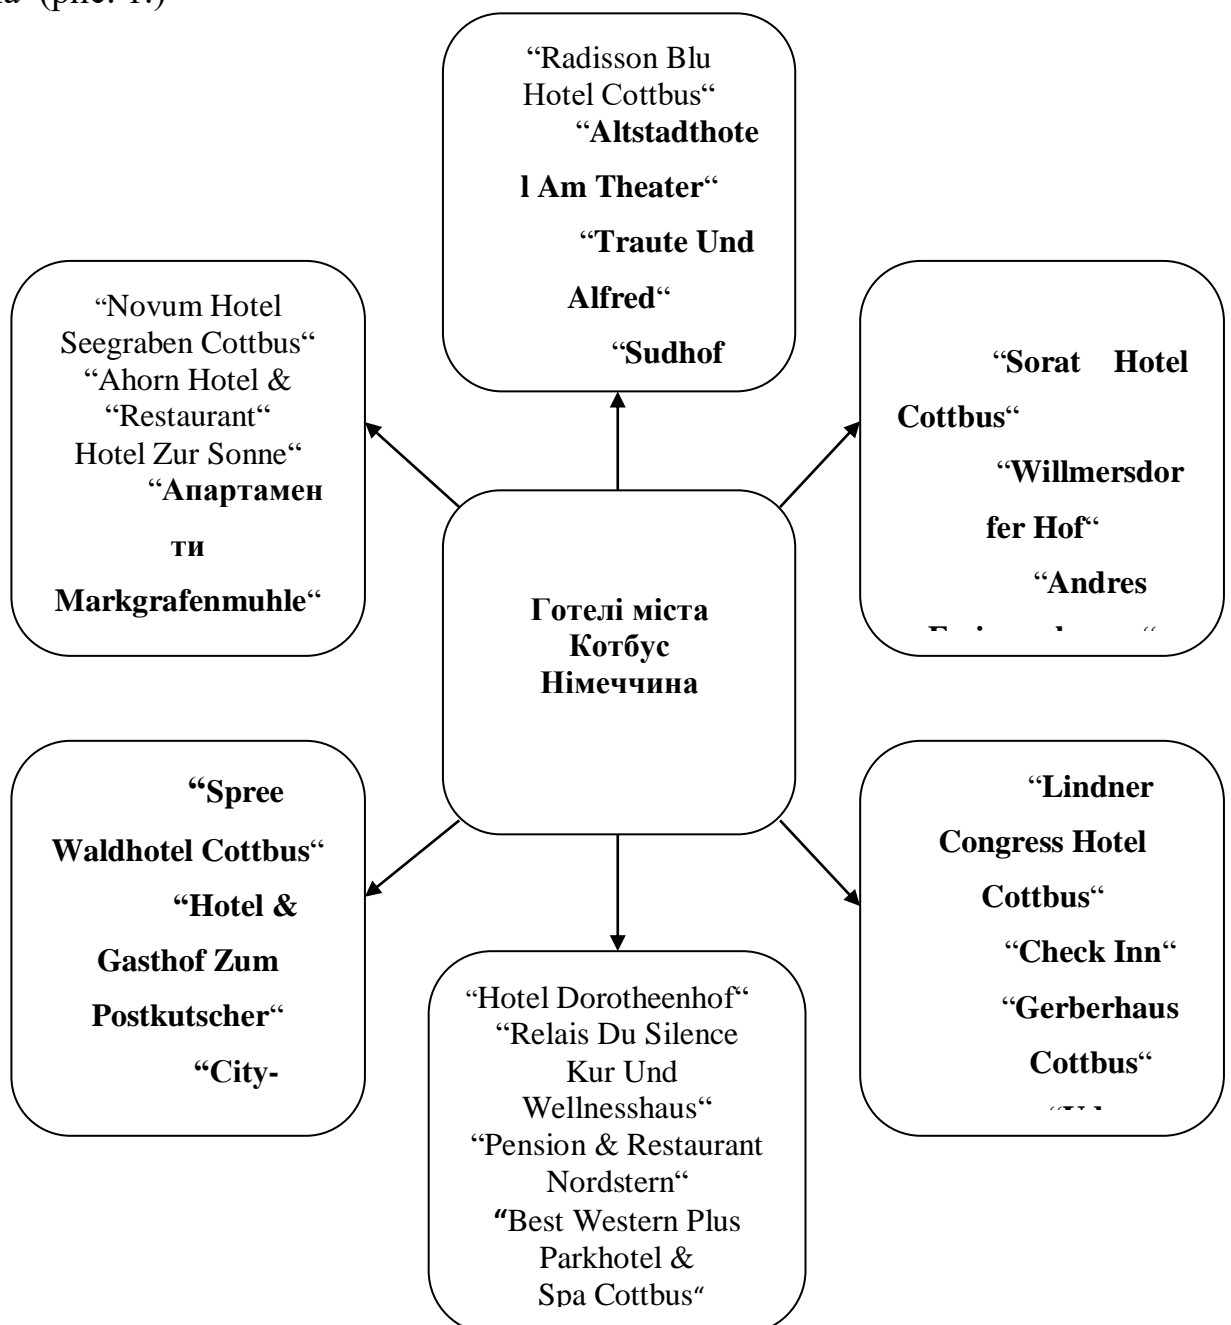 (рис. 1.)
“Radisson Blu
Hotel Cottbus“
“Altstadthote
l Am Theater“
“Traute Und
Alfred“
“Sudhof
“Novum Hotel
Seegraben Cottbus“
“Ahorn Hotel &
“Restaurant“
Hotel Zur Sonne“
“Апартамен
ти
Markgrafenmuhle“
“Sorat Hotel
Cottbus“
“Willmersdor
fer Hof“
“Andres
Готелі міста
Котбус
Німеччина
“Spree
Waldhotel Cottbus“
“Hotel &
Gasthof Zum
Postkutscher“
“City-
“Lindner
Congress Hotel
Cottbus“
“Check Inn“
“Gerberhaus
Cottbus“
“Hotel Dorotheenhof“
“Relais Du Silence
Kur Und
Wellnesshaus“
“Pension & Restaurant
Nordstern“
“Best Western Plus
Parkhotel &
Spa Cottbus“